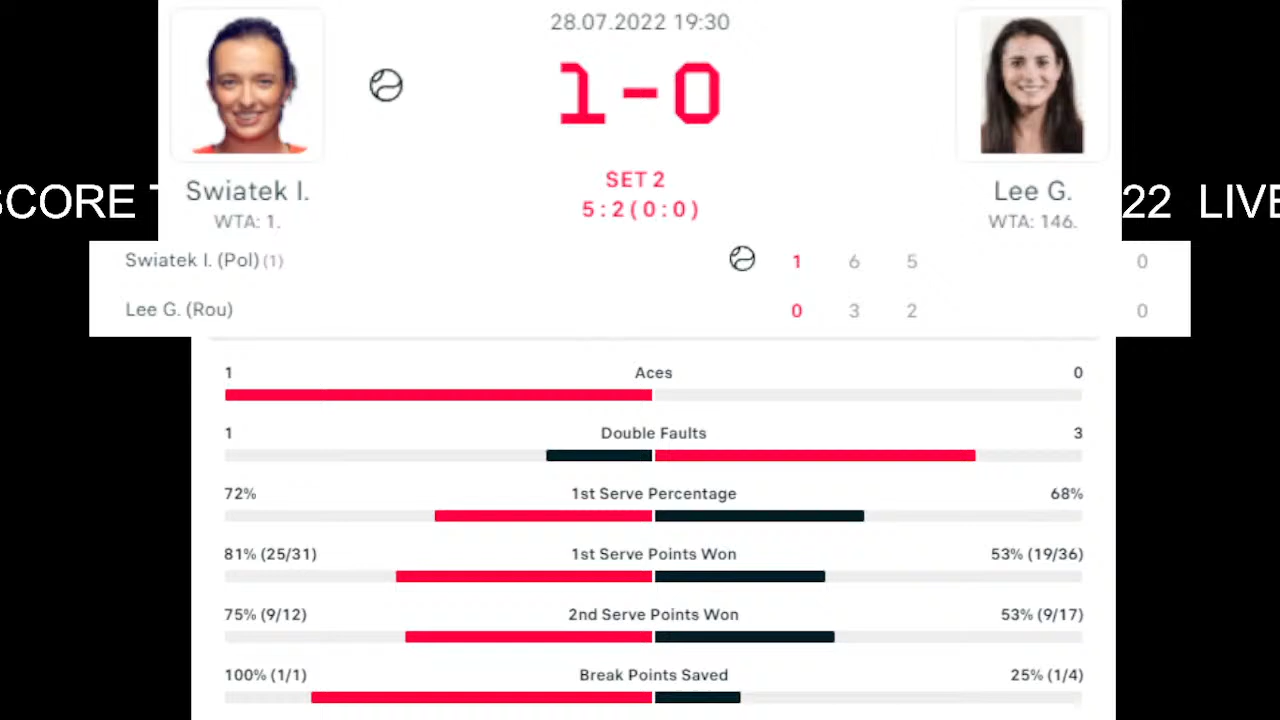 28.07.2022 19:30
1-0
SCORE
Swiatek I.
SET 2
Lee G.
22 LIVE
WTA: 1.
5 : 2 ( 0 : 0 )
WTA: 146.
Swiatek I. (Pol) (1) 1 6 5 0
Lee G. (Rou) 0 3 2 0
1 Aces 0
1 Double Faults 3
72% 1st Serve Percentage 68%
81% (25/31) 1st Serve Points Won 53% (19/36)
75% (9/12) 2nd Serve Points Won 53% (9/17)
100% (1/1) Break Points Saved 25% (1/4)